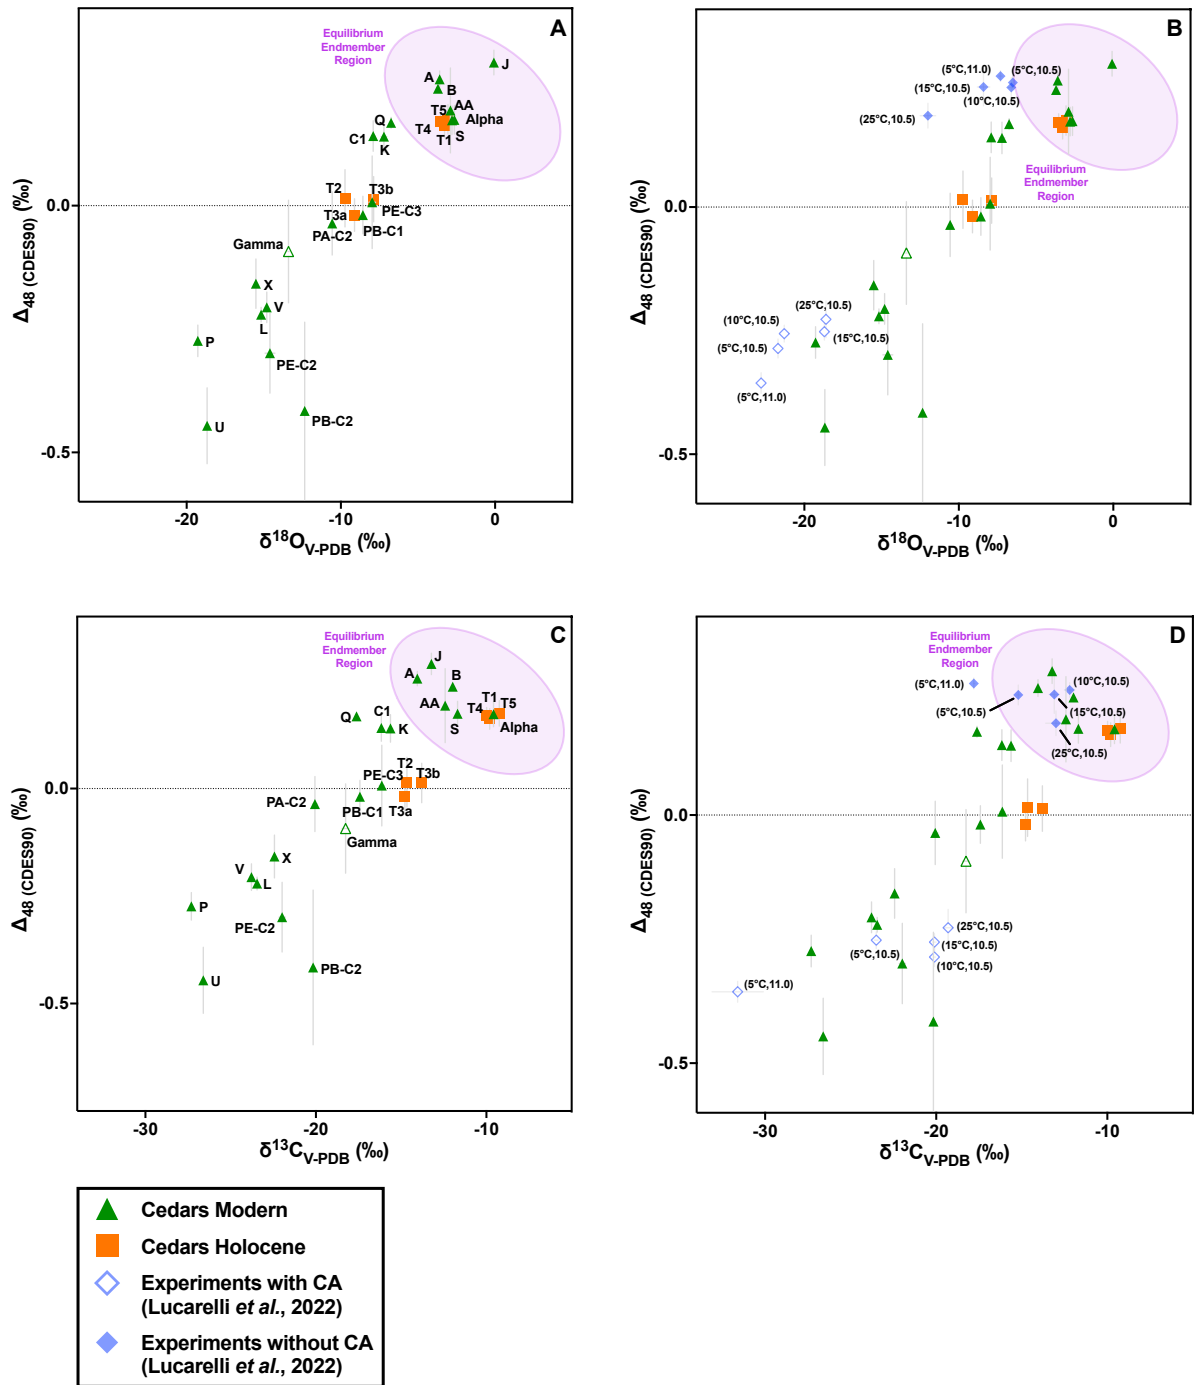 A
Equilibrium
Endmember
Region
J
A
B
AA
T5
Alpha
T4
T1
S
Q
C1
K
T2
T3b
T3a
PE-C3
PB-C1
PA-C2
Gamma
X
V
L
P
PE-C2
PB-C2
U
0.0
-0.5
-20
-10
0
Δ48 (CDES90) (‰)
δ18OV-PDB (‰)
B
(5°C,11.0)
(5°C,10.5)
(15°C,10.5)
(10°C,10.5)
(25°C,10.5)
Equilibrium
Endmember
Region
(25°C,10.5)
(10°C,10.5)
(15°C,10.5)
(5°C,10.5)
(5°C,11.0)
0.0
-0.5
-20
-10
0
Δ48 (CDES90) (‰)
δ18OV-PDB (‰)
C
Equilibrium
Endmember
Region
J
A
B
AA
T1
T5
T4
S
Alpha
Q
C1
K
T2
PE-C3
T3b
PA-C2
PB-C1
T3a
Gamma
X
V
L
P
PE-C2
PB-C2
U
0.0
-0.5
-30
-20
-10
Δ48 (CDES90) (‰)
δ13CV-PDB (‰)
D
Equilibrium
Endmember
Region
(5°C,11.0)
(10°C,10.5)
(5°C,10.5)
(15°C,10.5)
(25°C,10.5)
(25°C,10.5)
(5°C,10.5)
(15°C,10.5)
(10°C,10.5)
(5°C,11.0)
0.0
-0.5
-30
-20
-10
Δ48 (CDES90) (‰)
δ13CV-PDB (‰)
Cedars Modern
Cedars Holocene
Experiments with CA
(Lucarelli et al., 2022)
Experiments without CA
(Lucarelli et al., 2022)